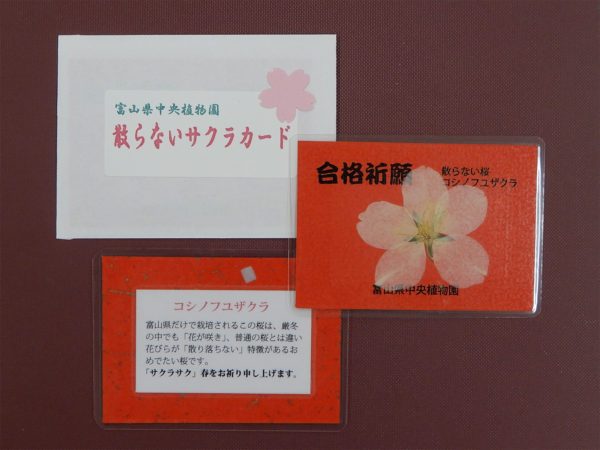 富山県中央植物園
散らないサクラカード
合格祈願
散らない桜
コシノフユザクラ
富山県中央植物園
コシノフユザクラ
富山県だけで栽培されるこの桜は、厳冬
の中でも「花が咲き」、普通の桜とは違い
花びらが「散り落ちない」特徴があるお
めでたい桜です。
「サクラサク」春をお祈り申し上げます。